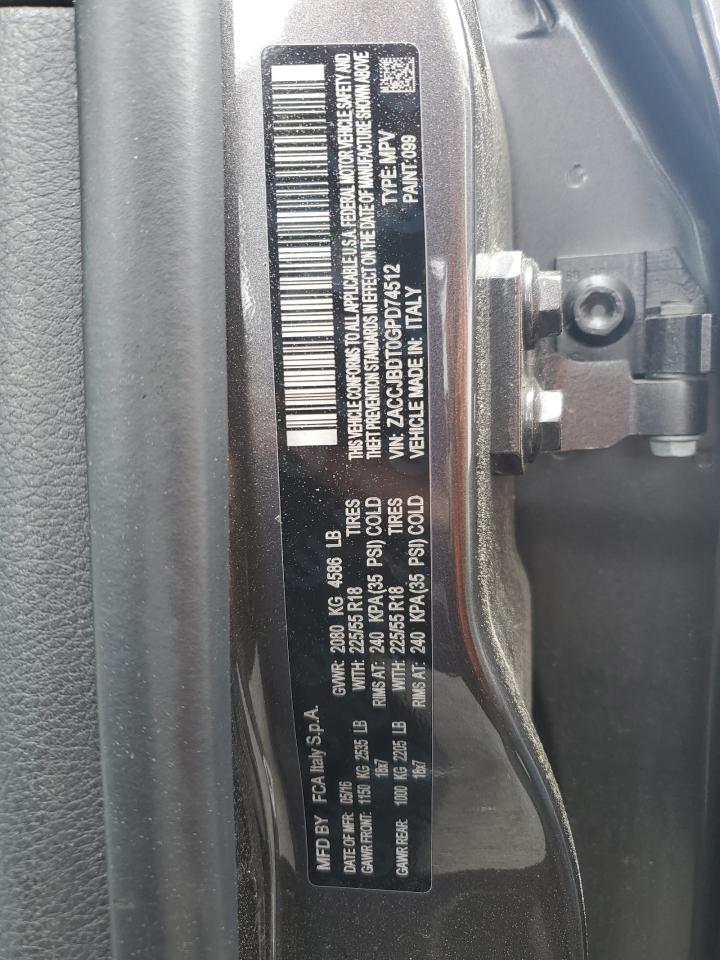 MFD BY FCA Italy S.p.A. GVWR: 2080 KG 4586 LB
DATE OF MFR: 05/16 WITH: 225/55 R18 TIRES
GAWR FRONT: 1150 KG 2535 LB 18x7 RIMS AT: 240 KPA(35 PSI) COLD
WITH: 225/55 R18 TIRES
GAWR REAR: 1000 KG 2205 LB 18x7 RIMS AT: 240 KPA(35 PSI) COLD
THIS VEHICLE CONFORMS TO ALL APPLICABLE U.S.A. FEDERAL MOTOR VEHICLE SAFETY AND
THEFT PREVENTION STANDARDS IN EFFECT ON THE DATE OF MANUFACTURE SHOWN ABOVE
VIN: ZACCJBDT0GPD74512 TYPE: MPV
VEHICLE MADE IN: ITALY PAINT: 099